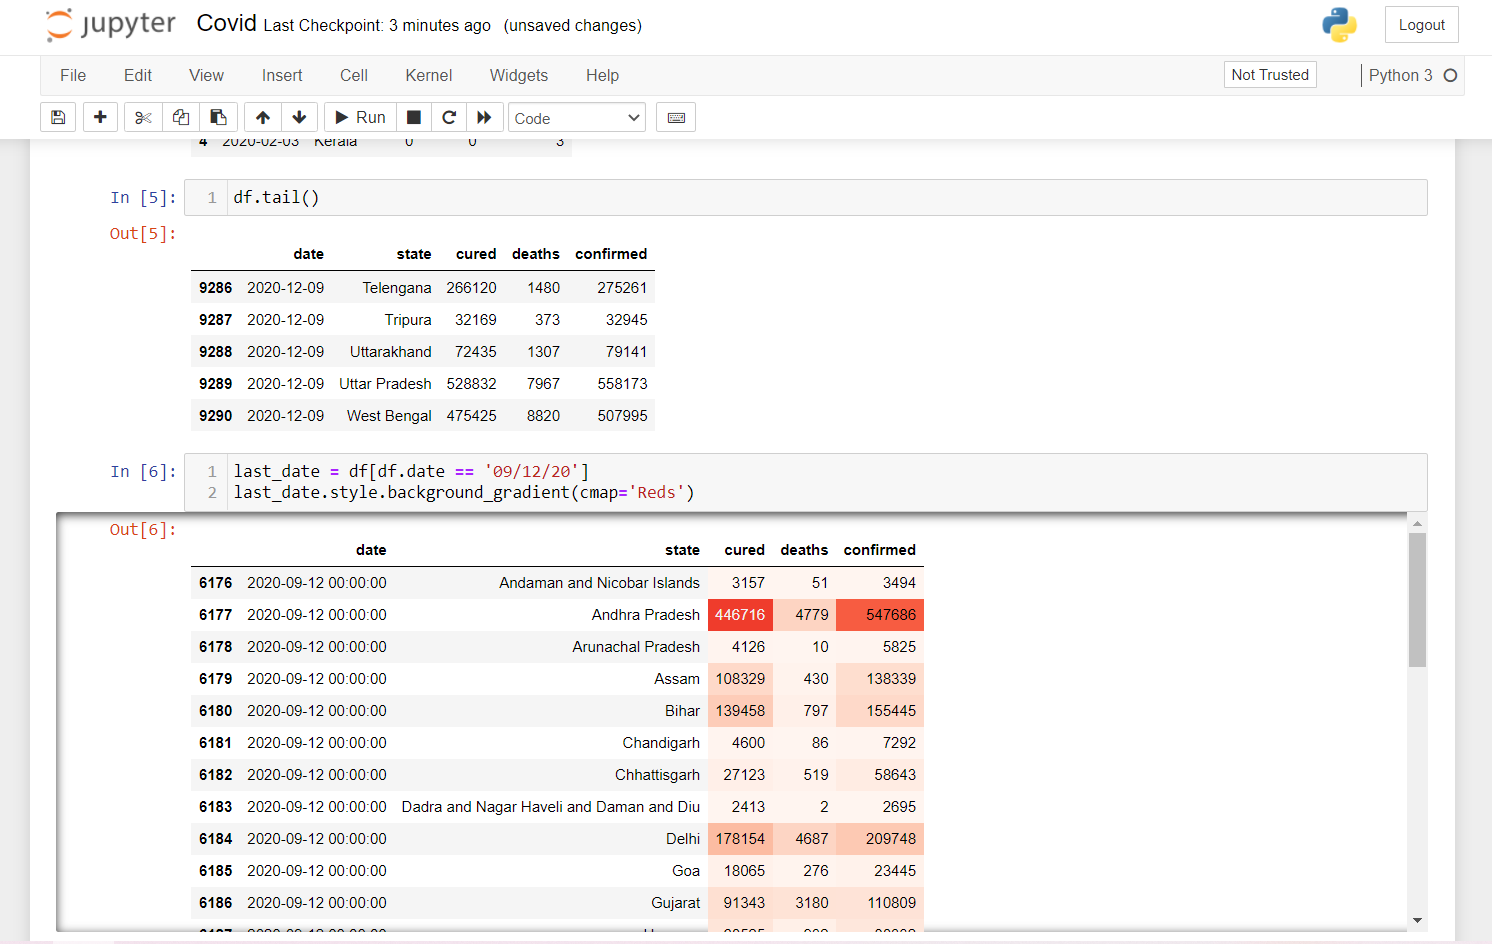 jupyter Covid Last Checkpoint: 3 minutes ago (unsaved changes) Logout
File Edit View Insert Cell Kernel Widgets Help Not Trusted Python 3
Run Code
4 2020-02-03 Kerala 0 0 3
In [5]: 1 df.tail()
Out[5]:
date state cured deaths confirmed
9286 2020-12-09 Telengana 266120 1480 275261
9287 2020-12-09 Tripura 32169 373 32945
9288 2020-12-09 Uttarakhand 72435 1307 79141
9289 2020-12-09 Uttar Pradesh 528832 7967 558173
9290 2020-12-09 West Bengal 475425 8820 507995
In [6]: 1 last_date = df[df.date == '09/12/20']
2 last_date.style.background_gradient(cmap='Reds')
Out[6]:
date state cured deaths confirmed
6176 2020-09-12 00:00:00 Andaman and Nicobar Islands 3157 51 3494
6177 2020-09-12 00:00:00 Andhra Pradesh 446716 4779 547686
6178 2020-09-12 00:00:00 Arunachal Pradesh 4126 10 5825
6179 2020-09-12 00:00:00 Assam 108329 430 138339
6180 2020-09-12 00:00:00 Bihar 139458 797 155445
6181 2020-09-12 00:00:00 Chandigarh 4600 86 7292
6182 2020-09-12 00:00:00 Chhattisgarh 27123 519 58643
6183 2020-09-12 00:00:00 Dadra and Nagar Haveli and Daman and Diu 2413 2 2695
6184 2020-09-12 00:00:00 Delhi 178154 4687 209748
6185 2020-09-12 00:00:00 Goa 18065 276 23445
6186 2020-09-12 00:00:00 Gujarat 91343 3180 110809